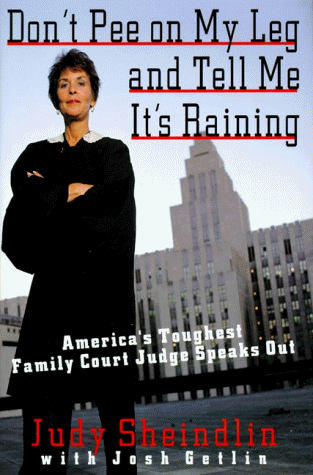 Don't Pee on My Leg
and Tell Me
It's Raining
America's Toughest
Family Court Judge Speaks Out
Judy Sheindlin
with Josh Getlin